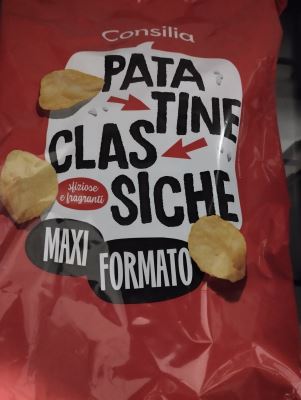 Consilia
PATA
TINE
CLAS
SICHE
sfiziose
e fragranti
MAXI
FORMATO